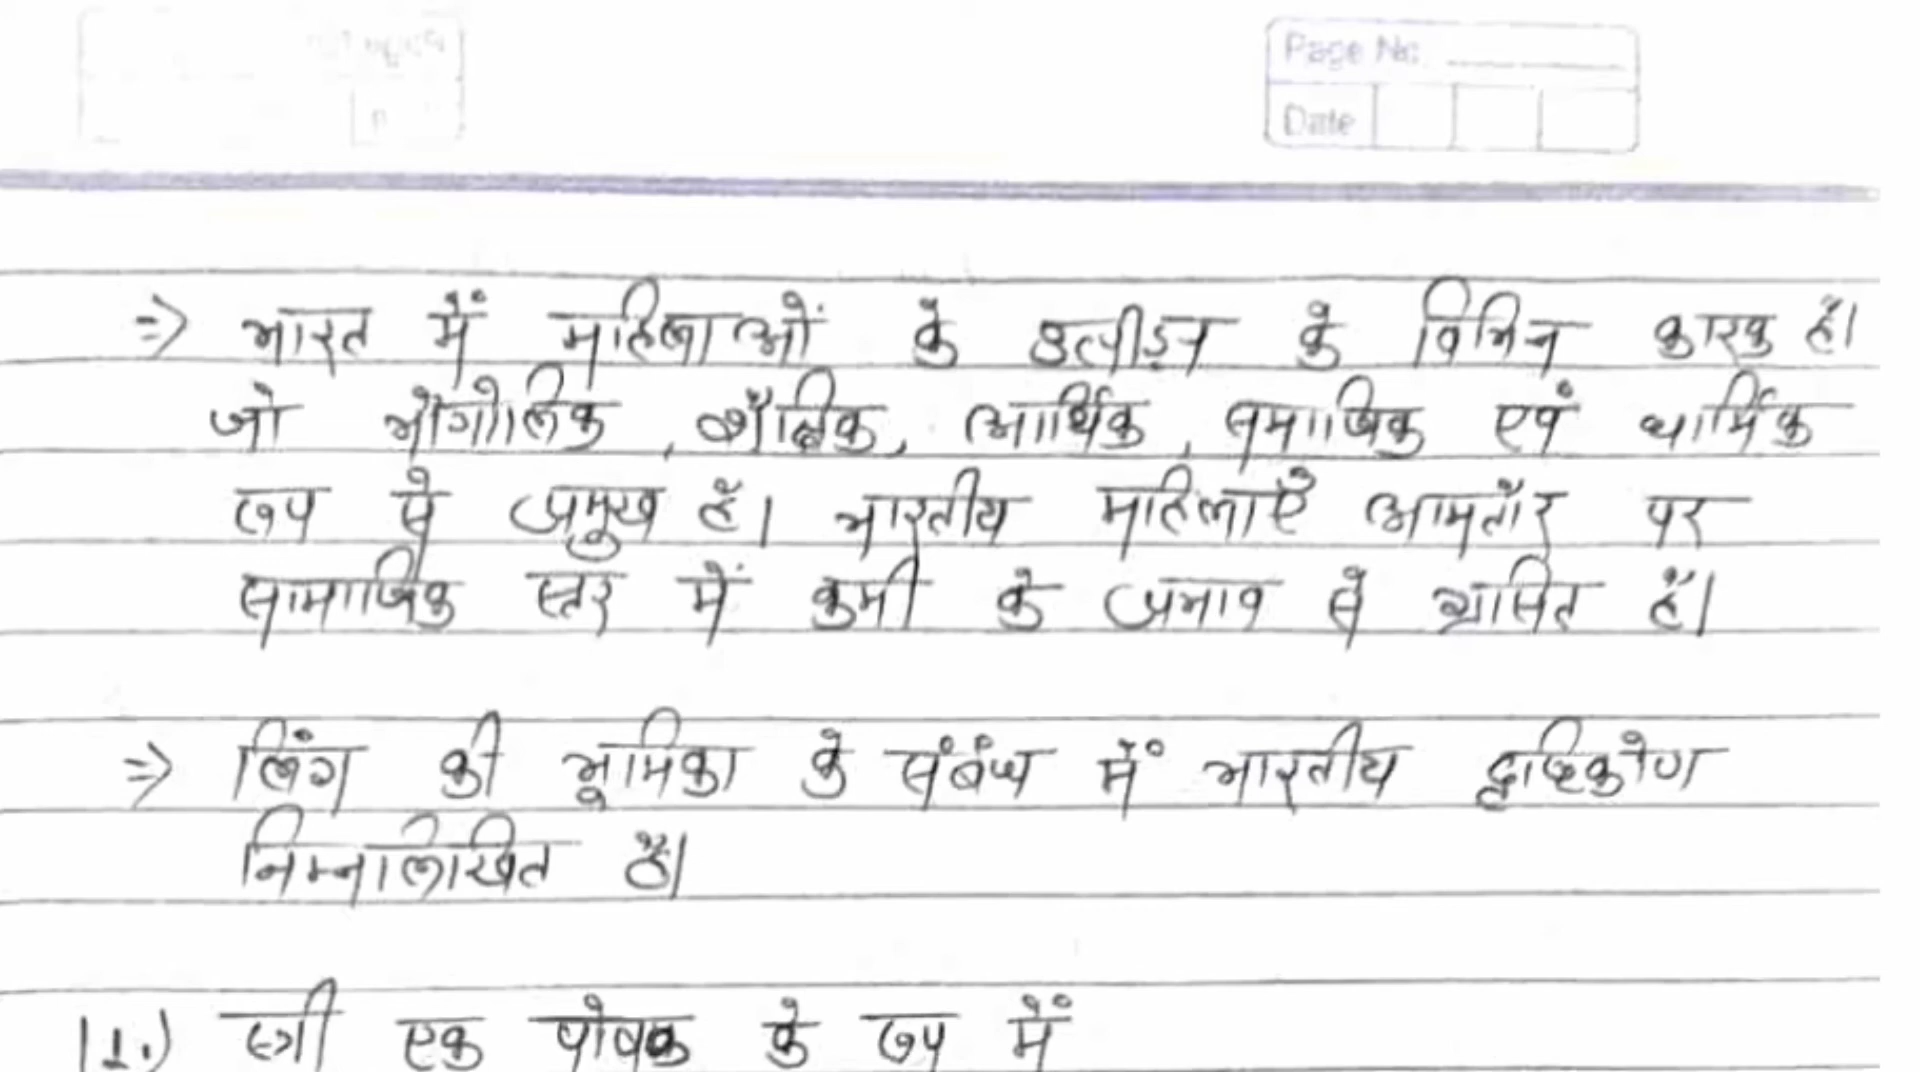 Page No:
Date
=> भारत में महिलाओं के उत्पीड़न के विभिन्न कारक हैं।
जो भौगोलिक, शैक्षिक, आर्थिक, समाजिक एवं धार्मिक
रूप से प्रमुख हैं। भारतीय महिलाएँ आमतौर पर
सामाजिक स्तर में कमी के प्रभाव से ग्रसित हैं।
=> लिंग की भूमिका के संबंध में भारतीय दृष्टिकोण
निम्नलिखित है।
(1.) स्त्री एक पोषक के रूप में